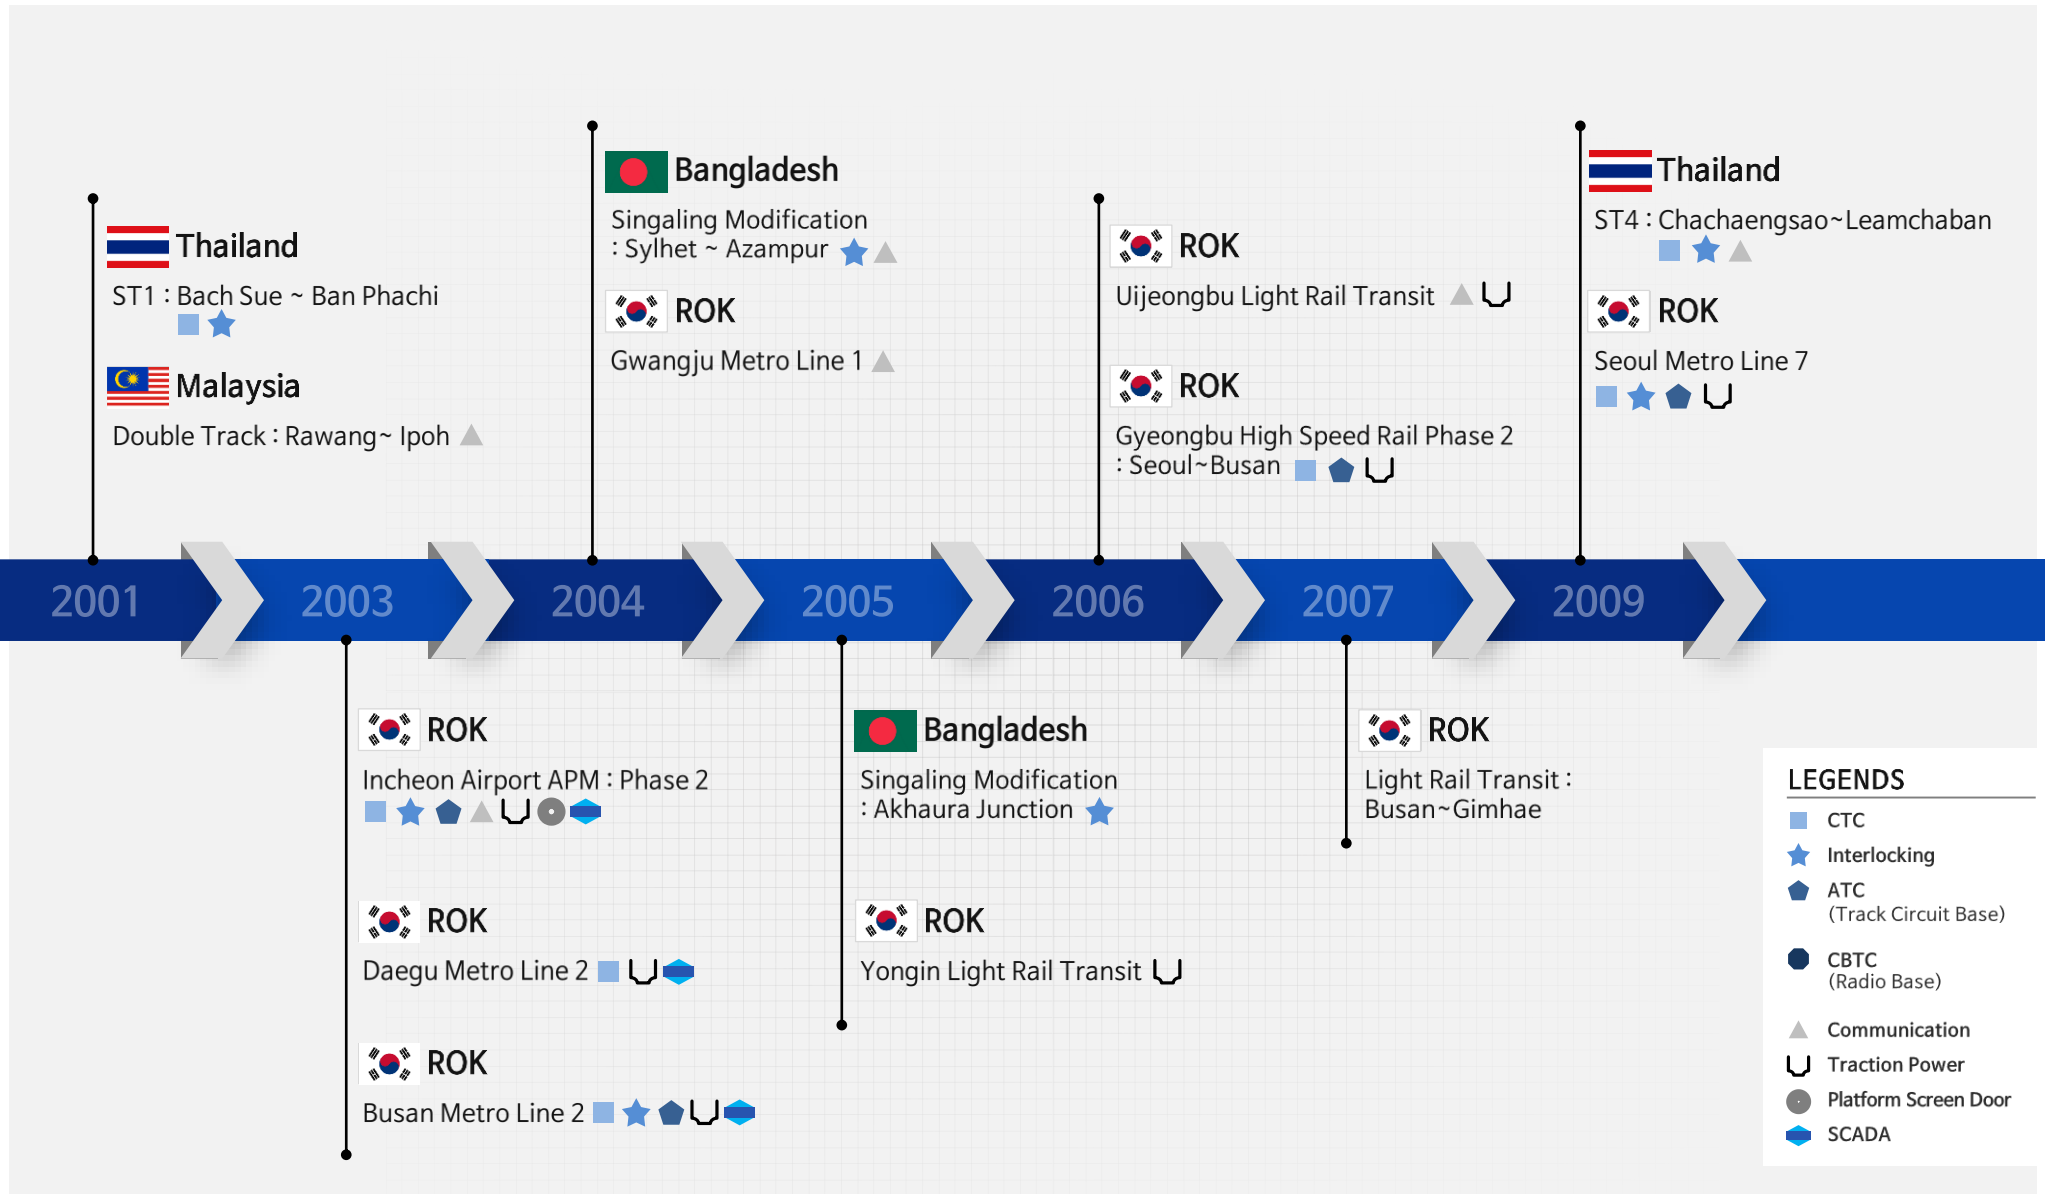 Thailand
ST1 : Bach Sue ~ Ban Phachi
Malaysia
Double Track : Rawang~ Ipoh
Bangladesh
Singaling Modification
: Sylhet ~ Azampur
ROK
Gwangju Metro Line 1
ROK
Uijeongbu Light Rail Transit
ROK
Gyeongbu High Speed Rail Phase 2
: Seoul~Busan
Thailand
ST4 : Chachaengsao~Leamchaban
ROK
Seoul Metro Line 7
2001
2003
2004
2005
2006
2007
2009
ROK
Incheon Airport APM : Phase 2
ROK
Daegu Metro Line 2
ROK
Busan Metro Line 2
Bangladesh
Singaling Modification
: Akhaura Junction
ROK
Yongin Light Rail Transit
ROK
Light Rail Transit :
Busan~Gimhae
LEGENDS
CTC
Interlocking
ATC
(Track Circuit Base)
CBTC
(Radio Base)
Communication
Traction Power
Platform Screen Door
SCADA